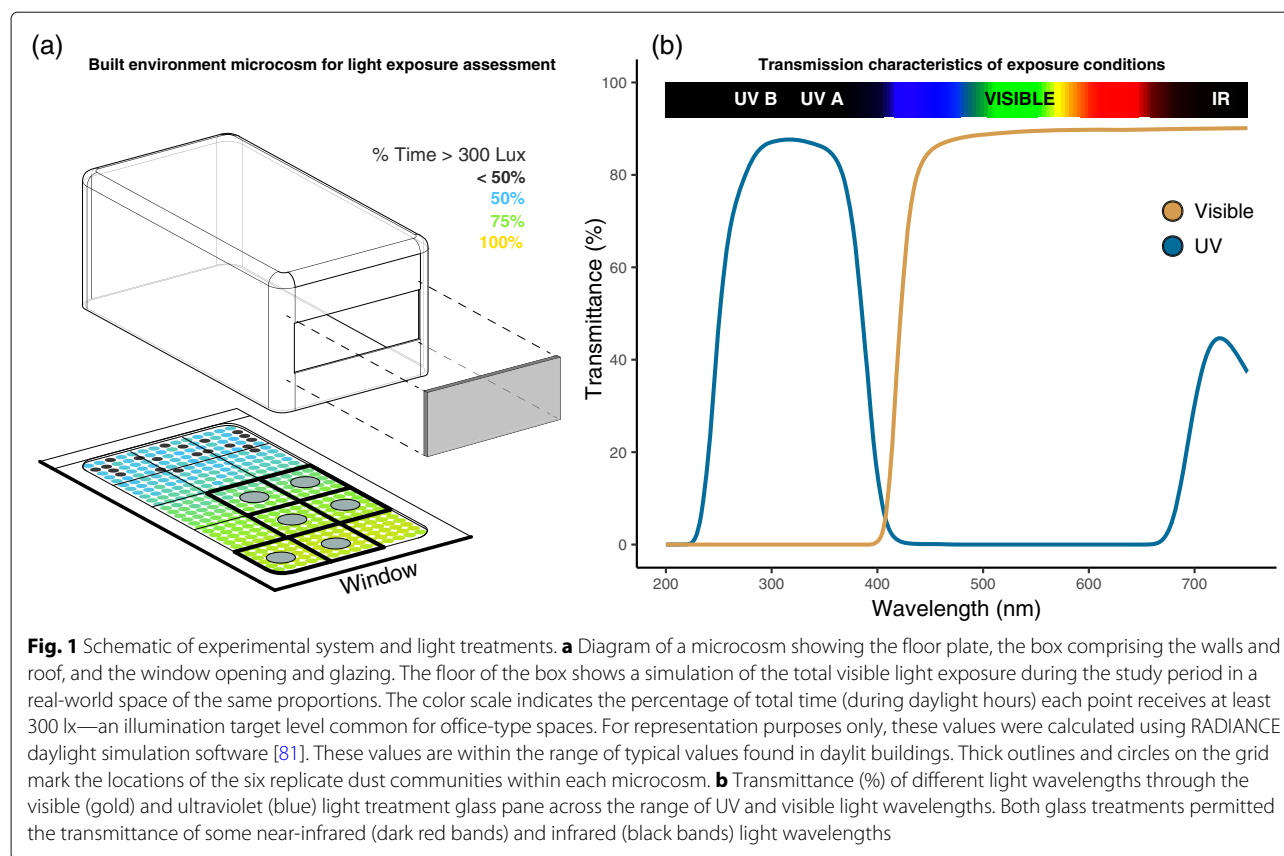 (a)
Built environment microcosm for light exposure assessment
% Time > 300 Lux
< 50%
50%
75%
100%
Window
(b)
Transmission characteristics of exposure conditions
UV B UV A VISIBLE IR
Transmittance (%)
100
80
60
40
20
0
Visible
UV
200 300 400 500 600 700
Wavelength (nm)
Fig. 1 Schematic of experimental system and light treatments. a Diagram of a microcosm showing the floor plate, the box comprising the walls and
roof, and the window opening and glazing. The floor of the box shows a simulation of the total visible light exposure during the study period in a
real-world space of the same proportions. The color scale indicates the percentage of total time (during daylight hours) each point receives at least
300 lx—an illumination target level common for office-type spaces. For representation purposes only, these values were calculated using RADIANCE
daylight simulation software [81]. These values are within the range of typical values found in daylit buildings. Thick outlines and circles on the grid
mark the locations of the six replicate dust communities within each microcosm. b Transmittance (%) of different light wavelengths through the
visible (gold) and ultraviolet (blue) light treatment glass pane across the range of UV and visible light wavelengths. Both glass treatments permitted
the transmittance of some near-infrared (dark red bands) and infrared (black bands) light wavelengths